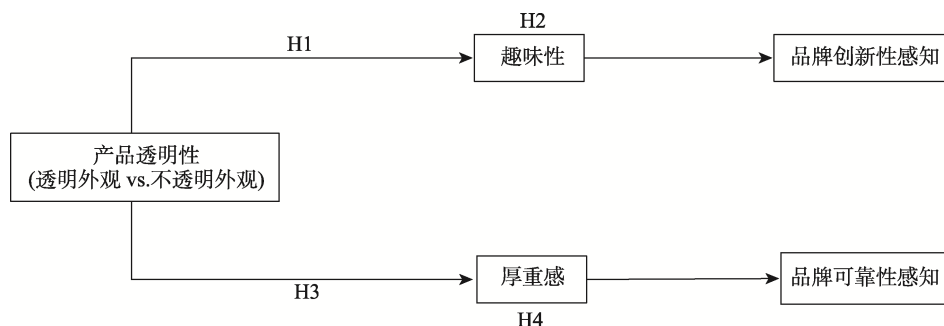 H2
H1
趣味性
品牌创新性感知
产品透明性
(透明外观 vs.不透明外观)
厚重感
品牌可靠性感知
H3
H4